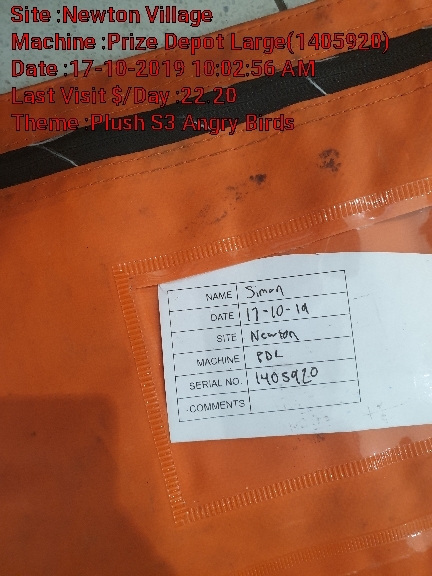 Site :Newton Village
Machine :Prize Depot Large(1405920)
Date :17-10-2019 10:02:56 AM
Last Visit $/Day :22.20
Theme :Plush S3 Angry Birds
NAME Simon
DATE 17-10-19
SITE Newton
MACHINE PDL
SERIAL NO. 1405920
COMMENTS